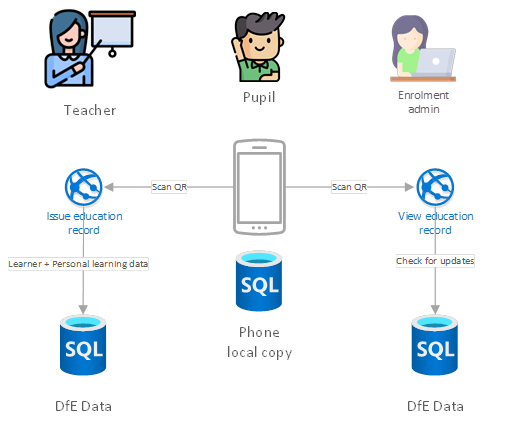 Teacher
Pupil
Enrolment
admin
Scan QR
Scan QR
Issue education
record
View education
record
Learner + Personal learning data
Check for updates
SQL
SQL
SQL
Phone
local copy
DfE Data
DfE Data